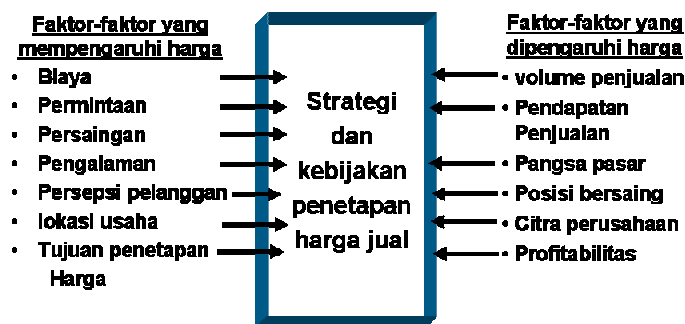 Faktor-faktor yang
mempengaruhi harga
• Biaya
• Permintaan
• Persaingan
• Pengalaman
• Persepsi pelanggan
• lokasi usaha
• Tujuan penetapan
Harga
Strategi
dan
kebijakan
penetapan
harga jual
Faktor-faktor yang
dipengaruhi harga
• volume penjualan
• Pendapatan
Penjualan
• Pangsa pasar
• Posisi bersaing
• Citra perusahaan
• Profitabilitas